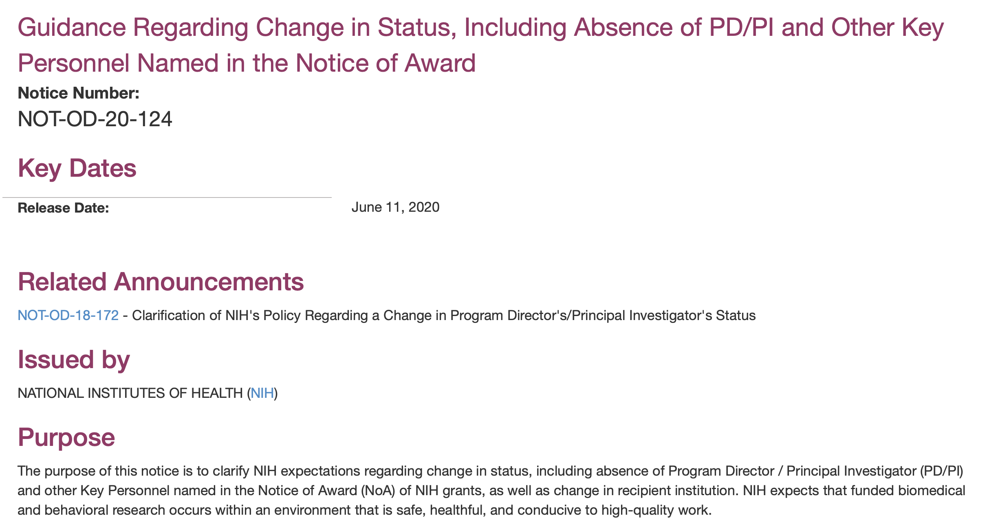 Guidance Regarding Change in Status, Including Absence of PD/PI and Other Key
Personnel Named in the Notice of Award
Notice Number:
NOT-OD-20-124
Key Dates
Release Date: June 11, 2020
Related Announcements
NOT-OD-18-172 - Clarification of NIH's Policy Regarding a Change in Program Director's/Principal Investigator's Status
Issued by
NATIONAL INSTITUTES OF HEALTH (NIH)
Purpose
The purpose of this notice is to clarify NIH expectations regarding change in status, including absence of Program Director / Principal Investigator (PD/PI)
and other Key Personnel named in the Notice of Award (NoA) of NIH grants, as well as change in recipient institution. NIH expects that funded biomedical
and behavioral research occurs within an environment that is safe, healthful, and conducive to high-quality work.